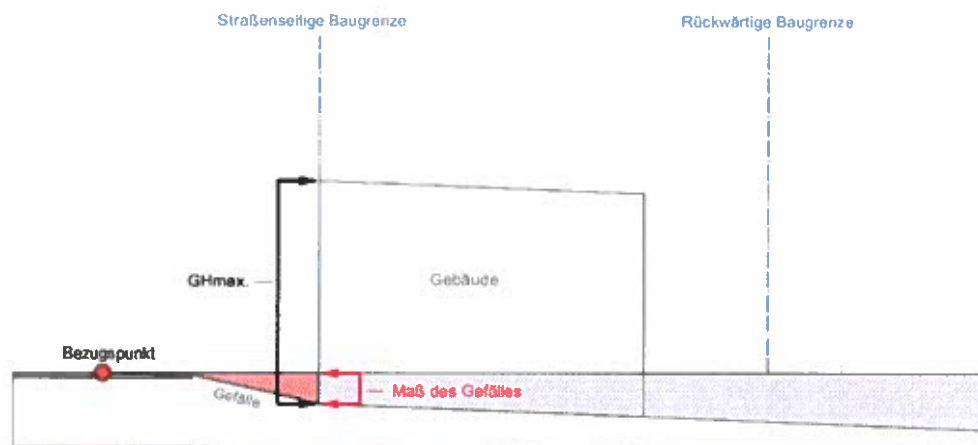 Straßenseitige Baugrenze
Rückwärtige Baugrenze
GHmax.
Gebäude
Bezugspunkt
Gefälle
Maß des Gefälles